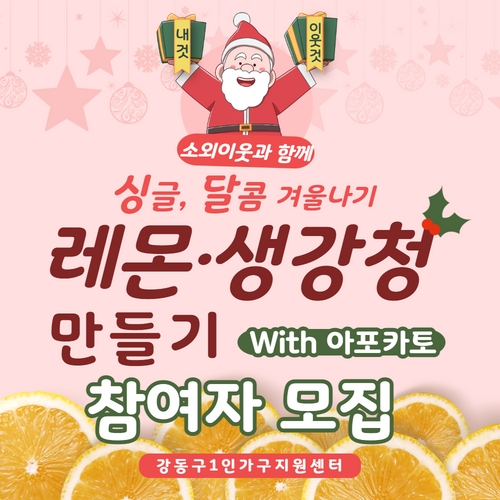 내것
이웃것
소외이웃과 함께
싱글, 달콤 겨울나기
레몬·생강청
만들기 With 아포카토
참여자 모집
강동구1인가구지원센터